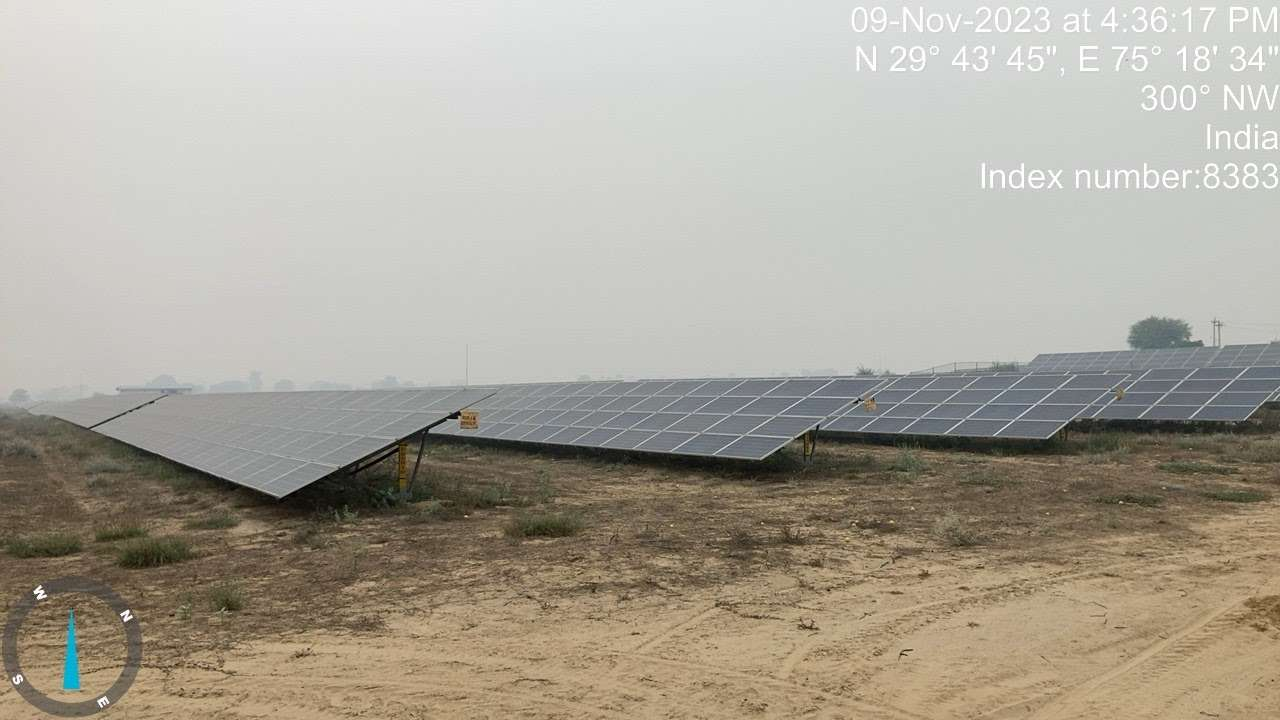 09-Nov-2023 at 4:36:17 PM
N 29° 43' 45", E 75° 18' 34"
300° NW
India
Index number:8383
W
N
S
E